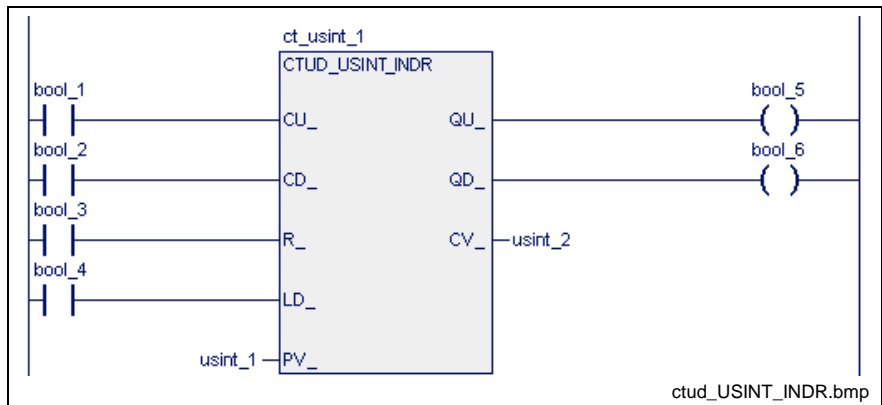 ct_usint_1
CTUD_USINT_INDR
bool_1
bool_5
CU_
QU_
bool_2
bool_6
CD_
QD_
bool_3
R_
CV_
usint_2
bool_4
LD_
usint_1
PV_
ctud_USINT_INDR.bmp